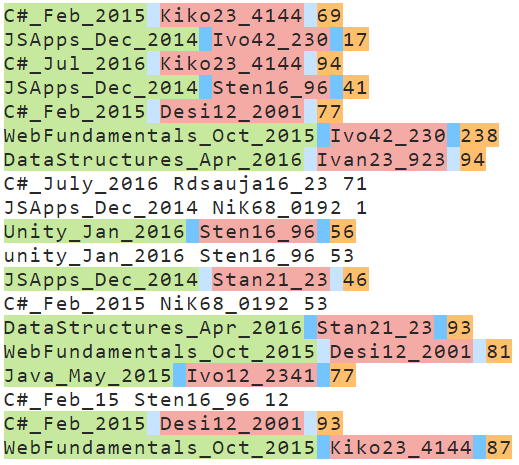 C#_Feb_2015 Kiko23_4144 69
JSApps_Dec_2014 Ivo42_230 17
C#_Jul_2016 Kiko23_4144 94
JSApps_Dec_2014 Sten16_96 41
C#_Feb_2015 Desi12_2001 77
WebFundamentals_Oct_2015 Ivo42_230 238
DataStructures_Apr_2016 Ivan23_923 94
C#_July_2016 Rdsauja16_23 71
JSApps_Dec_2014 NiK68_0192 1
Unity_Jan_2016 Sten16_96 56
unity_Jan_2016 Sten16_96 53
JSApps_Dec_2014 Stan21_23 46
C#_Feb_2015 NiK68_0192 53
DataStructures_Apr_2016 Stan21_23 93
WebFundamentals_Oct_2015 Desi12_2001 81
Java_May_2015 Ivo12_2341 77
C#_Feb_15 Sten16_96 12
C#_Feb_2015 Desi12_2001 93
WebFundamentals_Oct_2015 Kiko23_4144 87